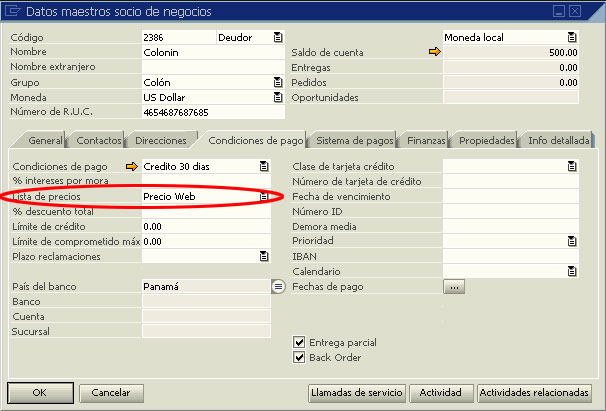 Datos maestros socio de negocios
Código 2386 Deudor
Nombre Colonin
Nombre extranjero
Grupo Colón
Moneda US Dollar
Número de R.U.C. 4654687687685
Moneda local
Saldo de cuenta 500.00
Entregas 0.00
Pedidos 0.00
Oportunidades
General Contactos Direcciones Condiciones de pago Sistema de pagos Finanzas Propiedades Info detallada
Condiciones de pago Credito 30 dias
% intereses por mora
Lista de precios Precio Web
% descuento total
Límite de crédito 0.00
Límite de comprometido máx 0.00
Plazo reclamaciones
País del banco Panamá
Banco
Cuenta
Sucursal
Clase de tarjeta crédito
Número de tarjeta de crédito
Fecha de vencimiento
Número ID
Demora media
Prioridad
IBAN
Calendario
Fechas de pago ...
Entrega parcial
Back Order
OK Cancelar Llamadas de servicio Actividad Actividades relacionadas